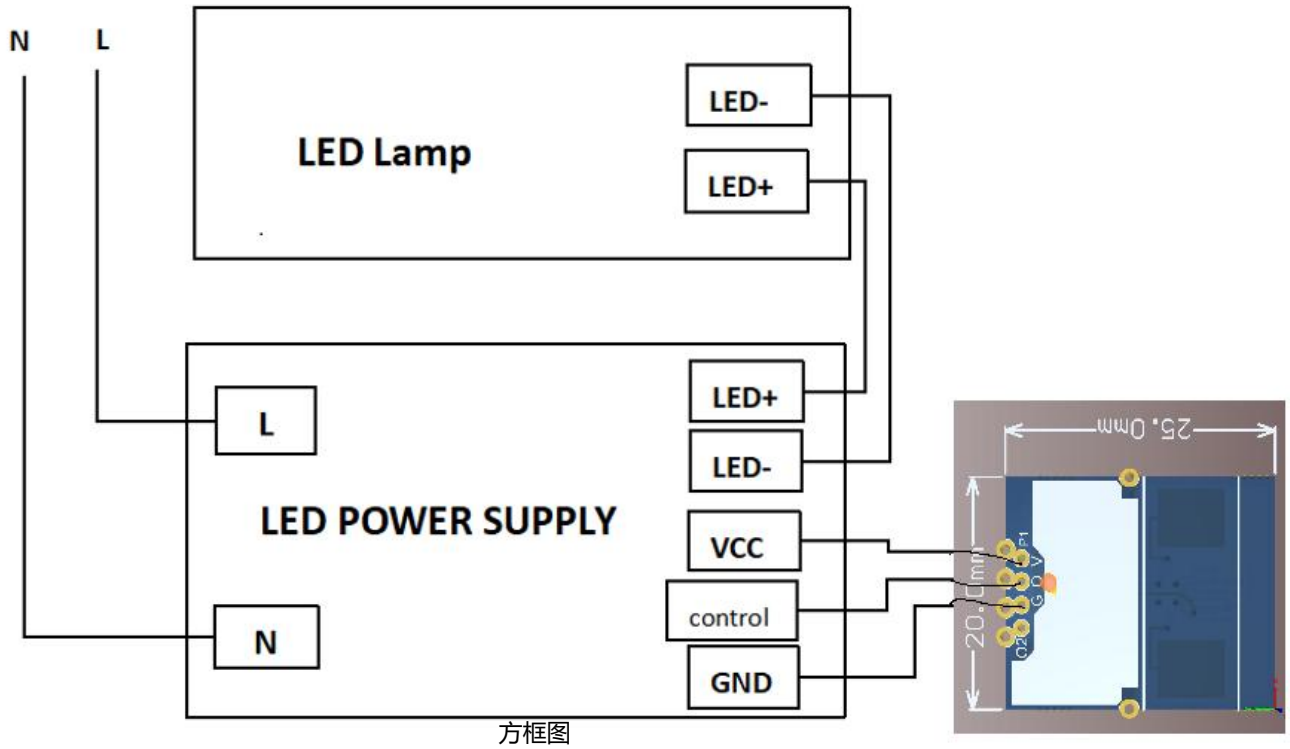 N L
LED-
LED Lamp
LED+
L
LED+
LED-
LED POWER SUPPLY
VCC
control
N
GND
方框图
25.0mm
20.0mm
P1
V
O
G
O2